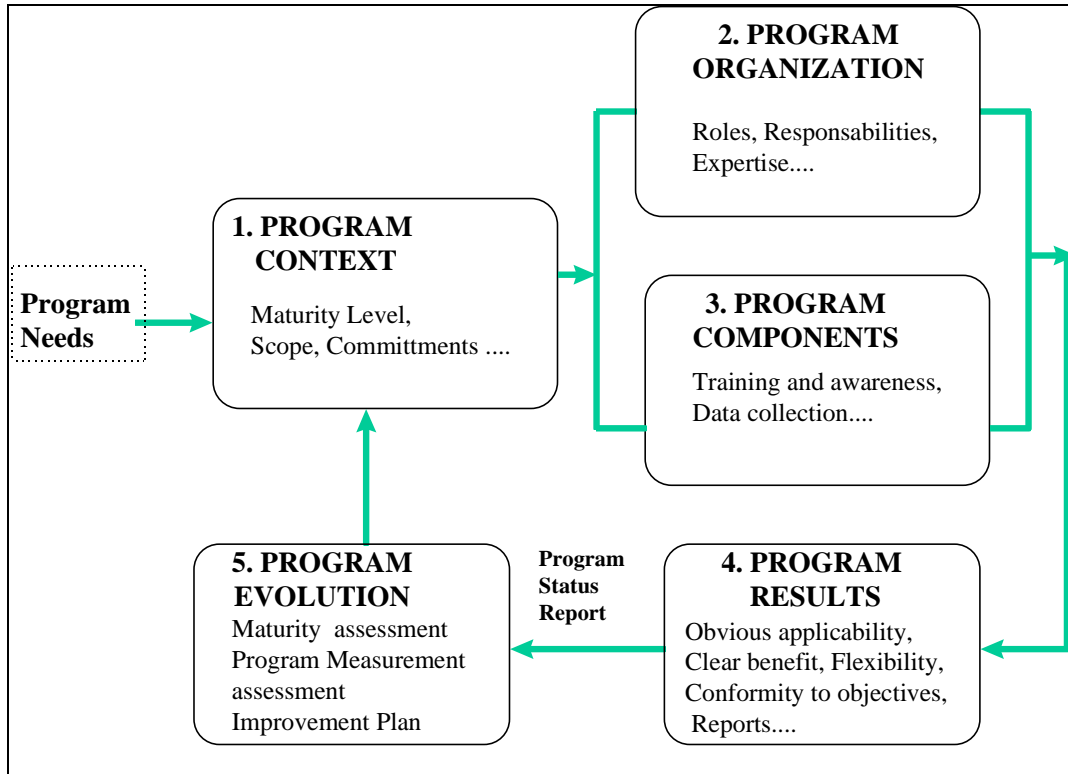 Program
Needs
1. PROGRAM
CONTEXT
Maturity Level,
Scope, Committments ....
2. PROGRAM
ORGANIZATION
Roles, Responsabilities,
Expertise....
3. PROGRAM
COMPONENTS
Training and awareness,
Data collection....
4. PROGRAM
RESULTS
Obvious applicability,
Clear benefit, Flexibility,
Conformity to objectives,
Reports....
Program
Status
Report
5. PROGRAM
EVOLUTION
Maturity assessment
Program Measurement
assessment
Improvement Plan